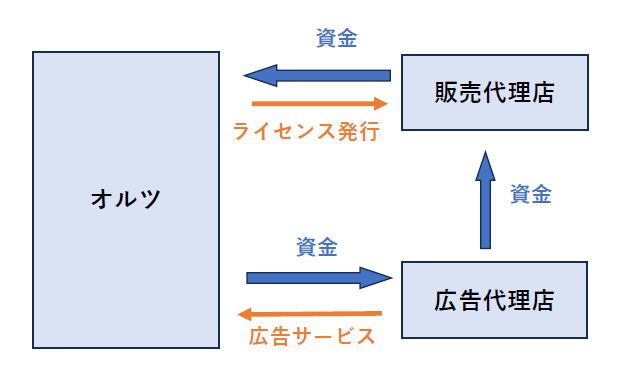 資金
販売代理店
ライセンス発行
オルツ
資金
資金
広告代理店
広告サービス